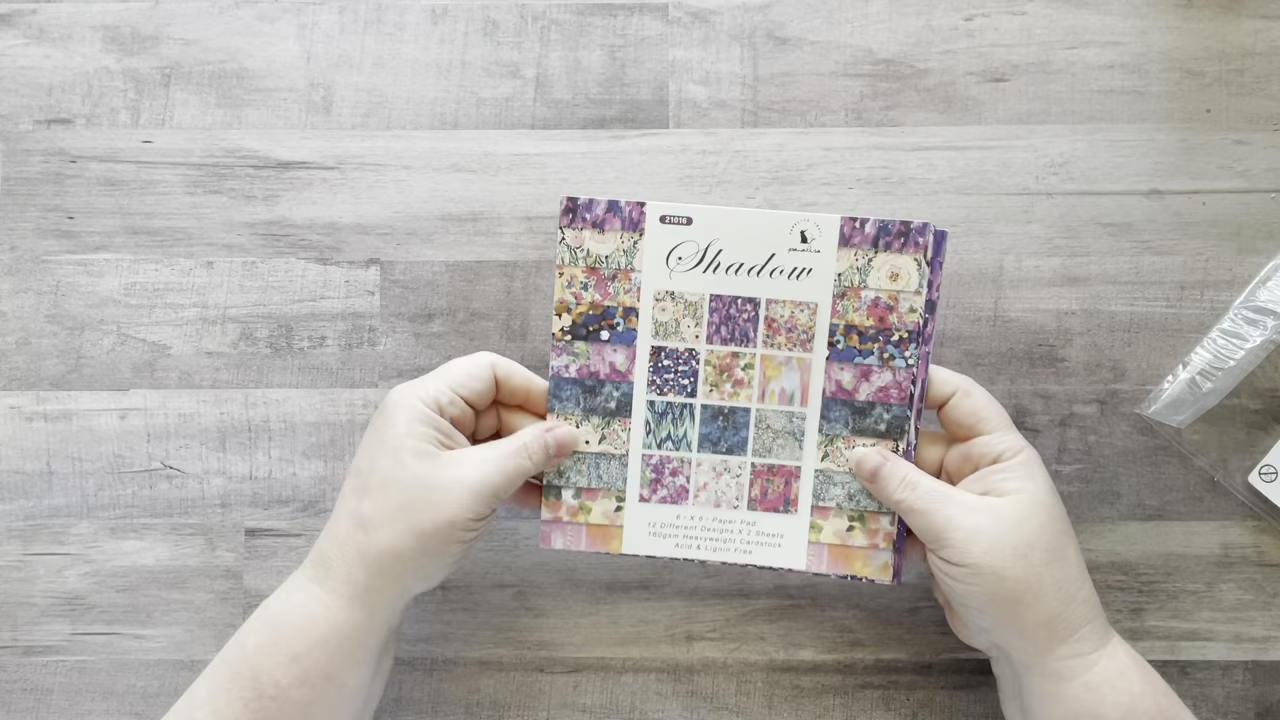 21016
Shadow
6" X 6" Paper Pad
12 Different Designs X 2 Sheets
160gsm Heavyweight Cardstock
Acid & Lignin Free